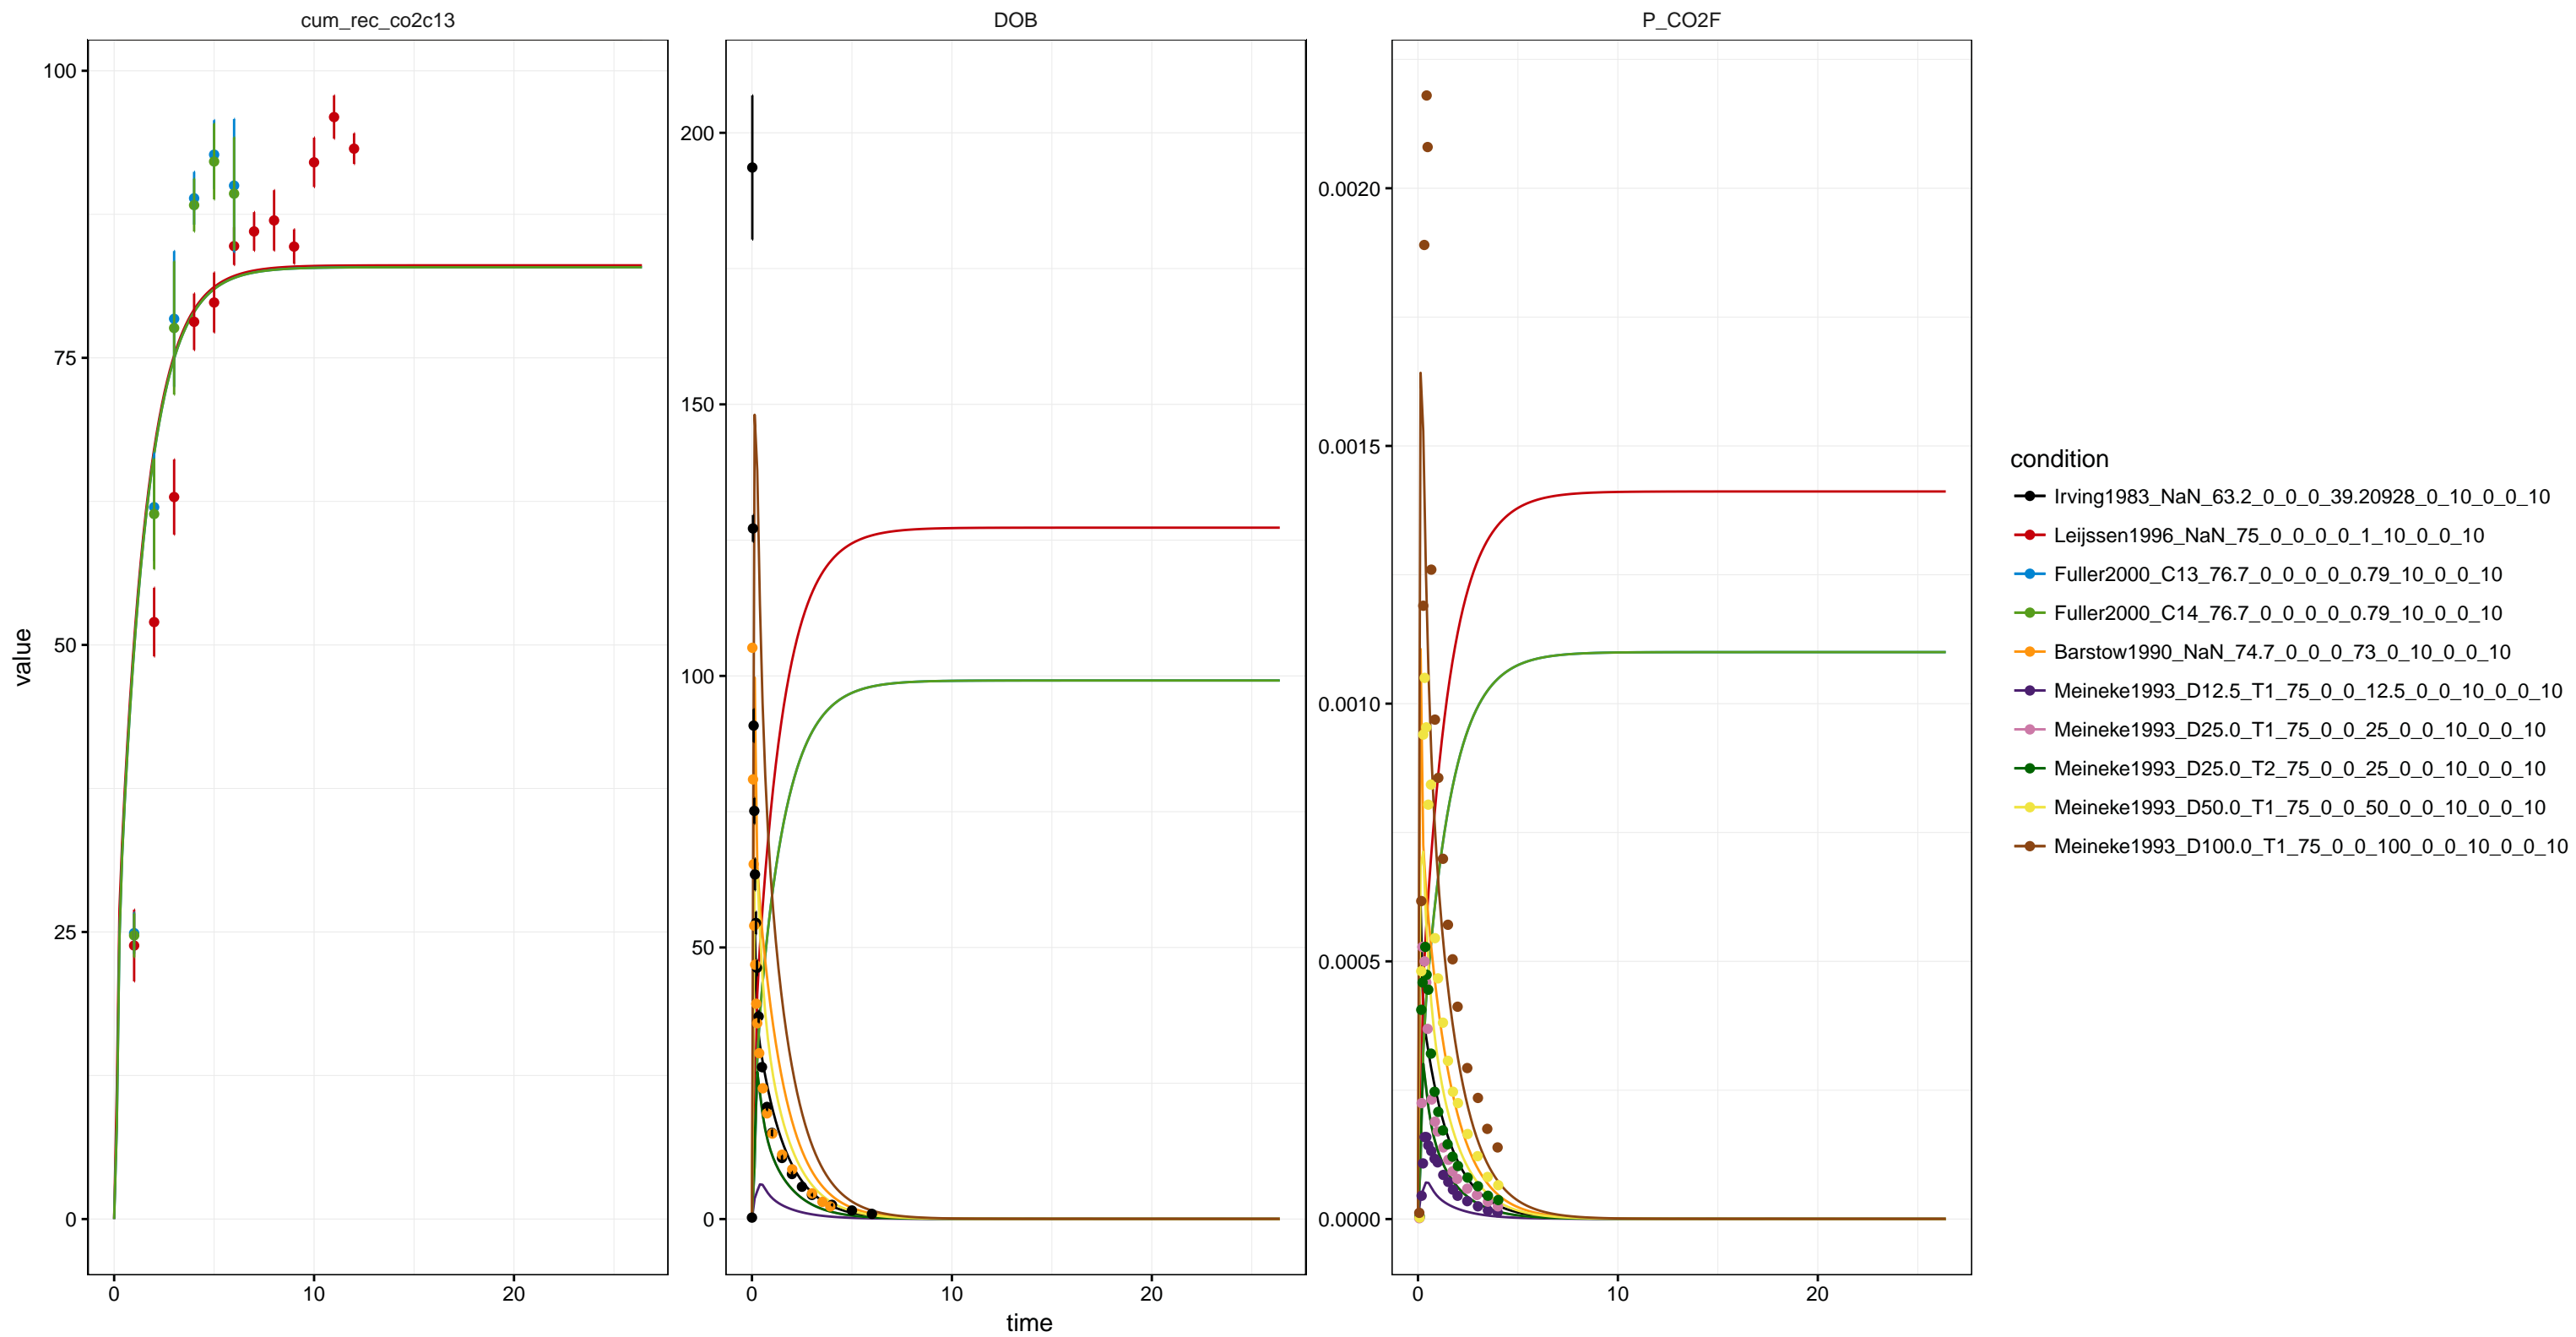 cum_rec_co2c13
DOB
P_CO2F
100
75
50
25
0
200
150
100
50
0
0.0020
0.0015
0.0010
0.0005
0.0000
0 10 20
0 10 20
0 10 20
value
time
condition
Irving1983_NaN_63.2_0_0_0_39.20928_0_10_0_0_10
Leijssen1996_NaN_75_0_0_0_0_1_10_0_0_10
Fuller2000_C13_76.7_0_0_0_0_0.79_10_0_0_10
Fuller2000_C14_76.7_0_0_0_0_0.79_10_0_0_10
Barstow1990_NaN_74.7_0_0_0_73_0_10_0_0_10
Meineke1993_D12.5_T1_75_0_0_12.5_0_0_10_0_0_10
Meineke1993_D25.0_T1_75_0_0_25_0_0_10_0_0_10
Meineke1993_D25.0_T2_75_0_0_25_0_0_10_0_0_10
Meineke1993_D50.0_T1_75_0_0_50_0_0_10_0_0_10
Meineke1993_D100.0_T1_75_0_0_100_0_0_10_0_0_10